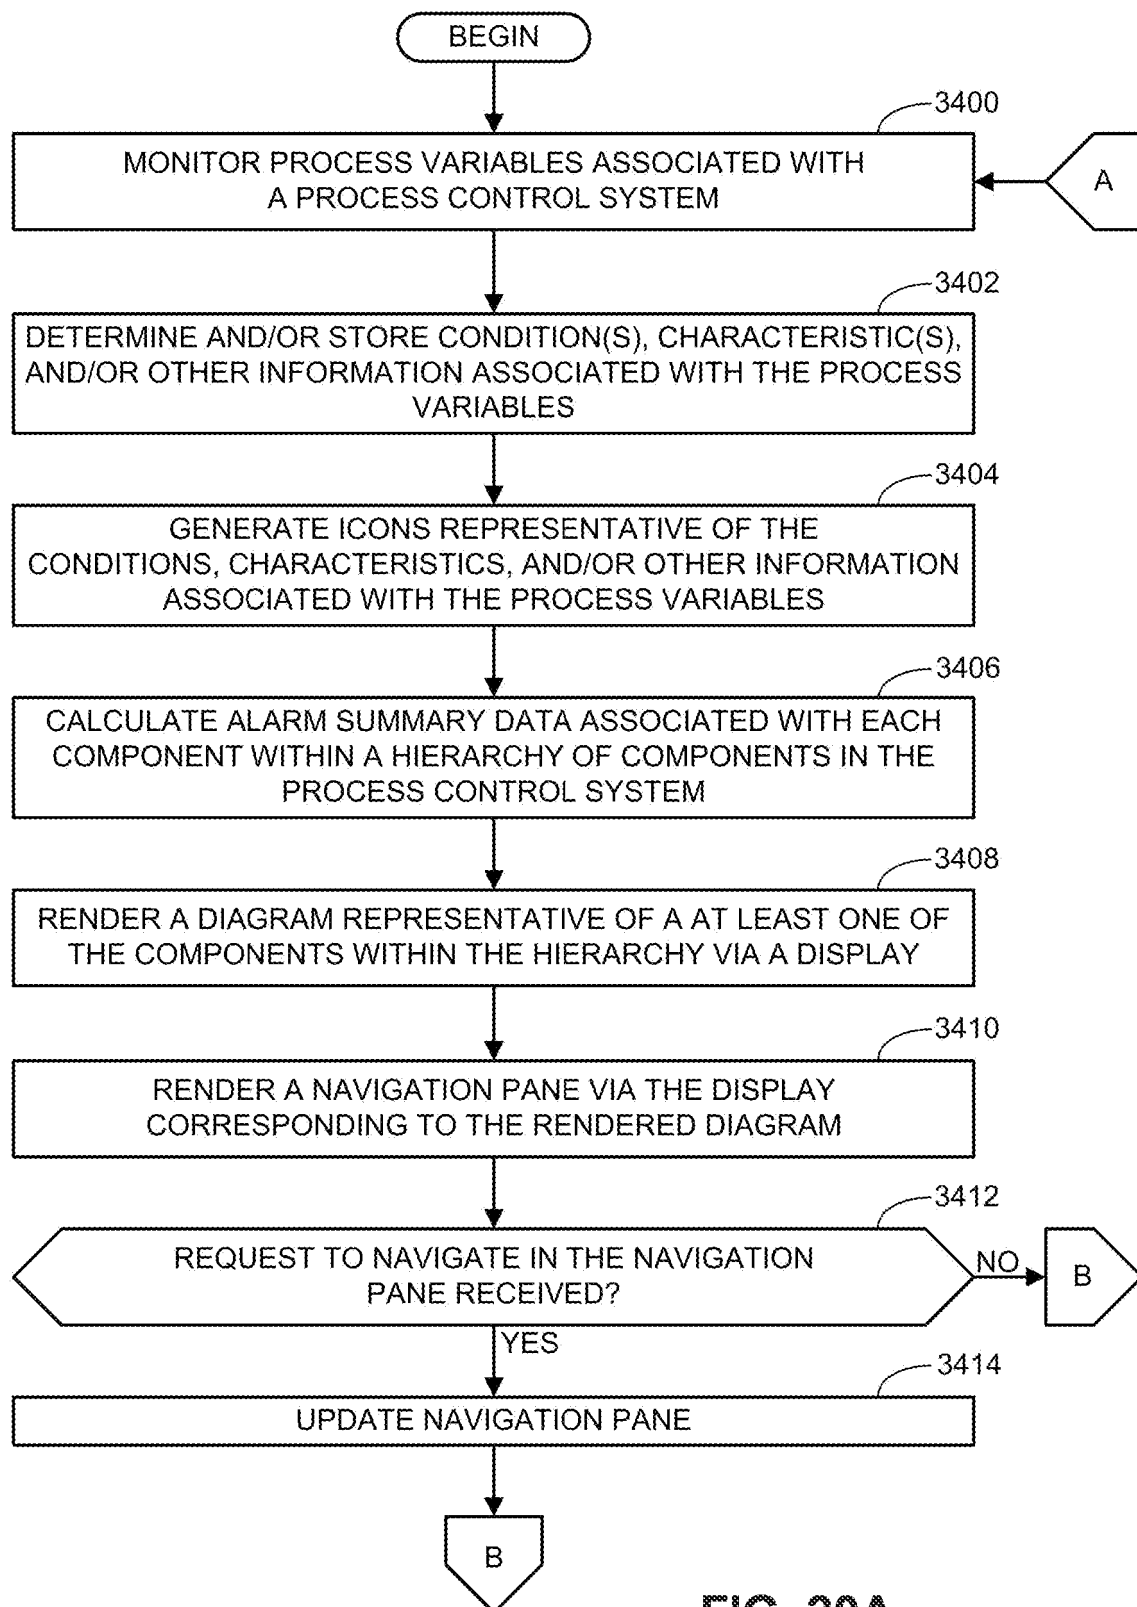 BEGIN
3400
MONITOR PROCESS VARIABLES ASSOCIATED WITH
A PROCESS CONTROL SYSTEM
A
3402
DETERMINE AND/OR STORE CONDITION(S), CHARACTERISTIC(S),
AND/OR OTHER INFORMATION ASSOCIATED WITH THE PROCESS
VARIABLES
3404
GENERATE ICONS REPRESENTATIVE OF THE
CONDITIONS, CHARACTERISTICS, AND/OR OTHER INFORMATION
ASSOCIATED WITH THE PROCESS VARIABLES
3406
CALCULATE ALARM SUMMARY DATA ASSOCIATED WITH EACH
COMPONENT WITHIN A HIERARCHY OF COMPONENTS IN THE
PROCESS CONTROL SYSTEM
3408
RENDER A DIAGRAM REPRESENTATIVE OF A AT LEAST ONE OF
THE COMPONENTS WITHIN THE HIERARCHY VIA A DISPLAY
3410
RENDER A NAVIGATION PANE VIA THE DISPLAY
CORRESPONDING TO THE RENDERED DIAGRAM
3412
REQUEST TO NAVIGATE IN THE NAVIGATION
PANE RECEIVED?
NO
B
YES
3414
UPDATE NAVIGATION PANE
B